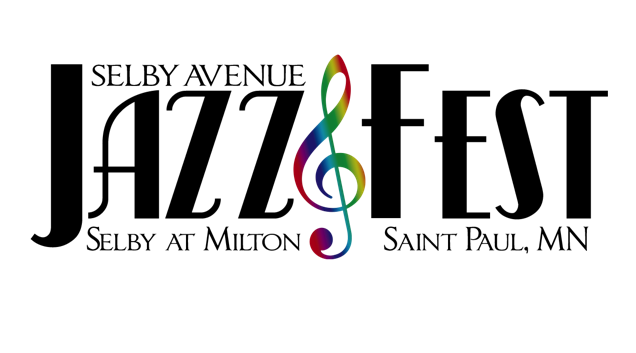 SELBY AVENUE
JAZZ FEST
SELBY AT MILTON SAINT PAUL, MN